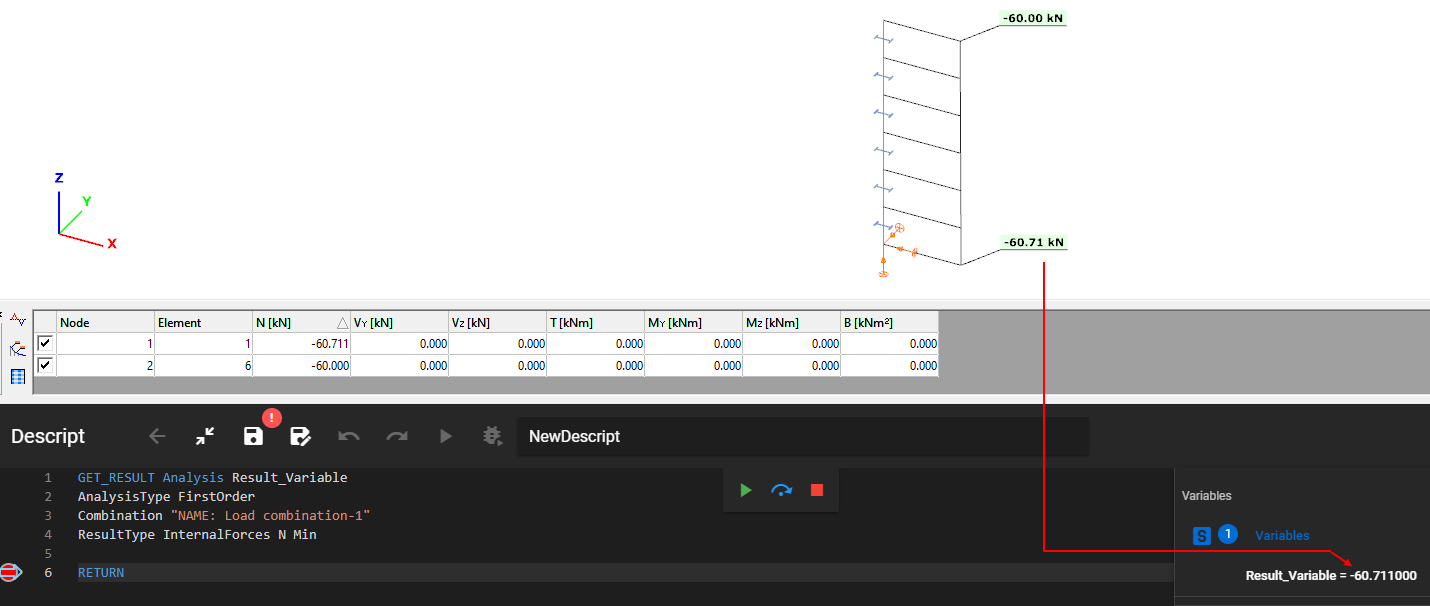 -60.00 kN
Z
Y
X
-60.71 kN
Node Element N [kN] VY [kN] VZ [kN] T [kNm] MY [kNm] MZ [kNm] B [kNm²]
1 1 -60.711 0.000 0.000 0.000 0.000 0.000 0.000
2 6 -60.000 0.000 0.000 0.000 0.000 0.000 0.000
Descript ! NewDescript
1 GET_RESULT Analysis Result_Variable
2 AnalysisType FirstOrder
3 Combination "NAME: Load combination-1"
4 ResultType InternalForces N Min
5
6 RETURN
Variables
S 1 Variables
Result_Variable = -60.711000